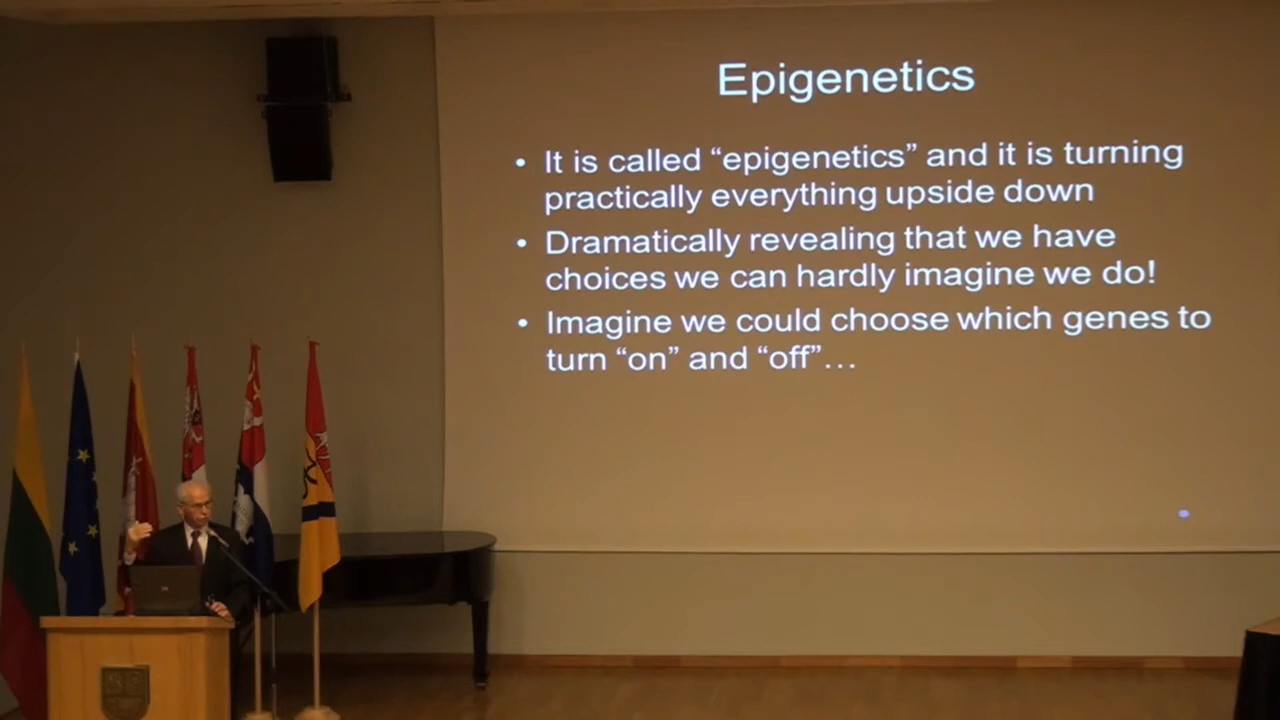 Epigenetics
• It is called “epigenetics” and it is turning
practically everything upside down
• Dramatically revealing that we have
choices we can hardly imagine we do!
• Imagine we could choose which genes to
turn “on” and “off”…